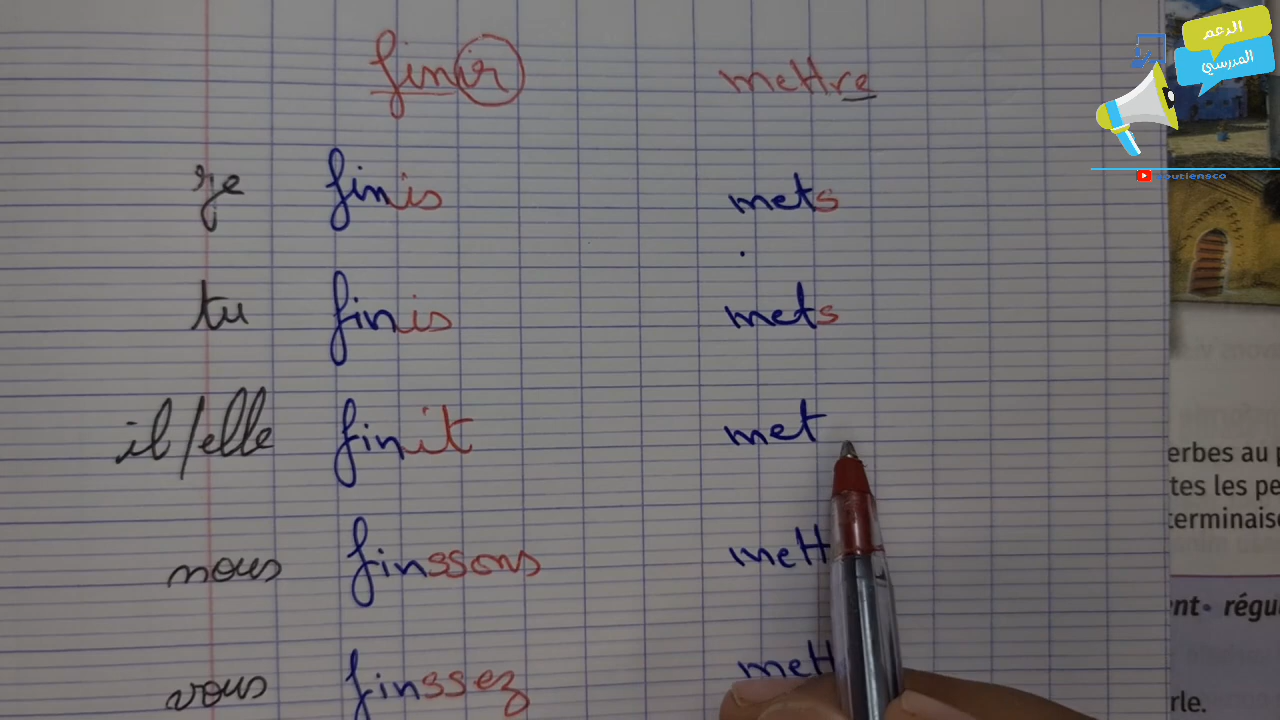 finir mettre
je finis mets
tu finis mets
il/elle finit met
nous finssons mett
vous finssez mett
الدعم
المدرسي
erbes au p
tes les pe
terminais
ent• régu
rle.